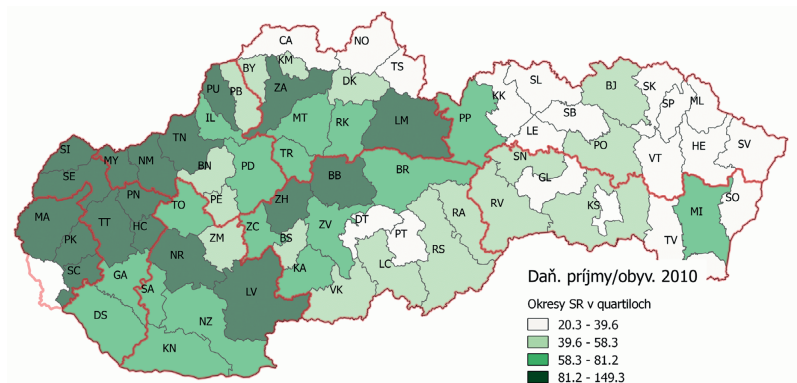 CA NO
KM TS
BY
PU PB ZA DK KK SL BJ SK ML
IL MT RK LM PP SB SP
TN LE PO VT HE SV
SI MY NM BN PD TR BR SN
SE PE BB GL MI SO
PN TO ZH RV KS
MA TT HC ZC ZV DT PT RA
PK NR ZM BS RS TV
SC GA KA LC
SA LV VK
DS NZ
KN
Daň. príjmy/obyv. 2010
Okresy SR v quartiloch
20.3 - 39.6
39.6 - 58.3
58.3 - 81.2
81.2 - 149.3